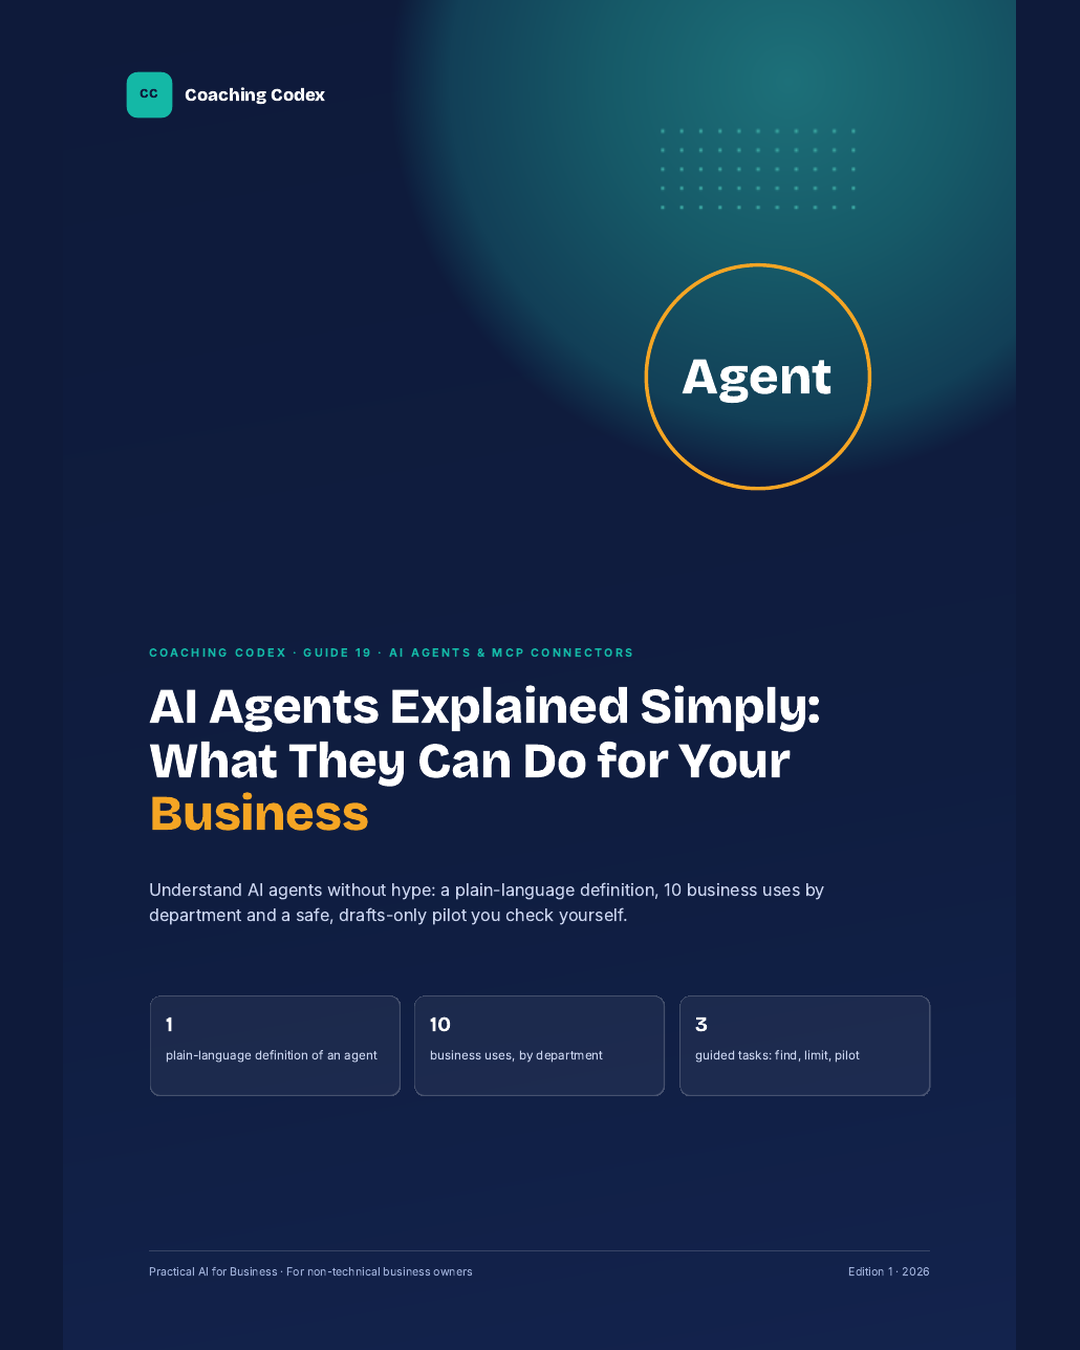 CC
Coaching Codex
Agent
COACHING CODEX · GUIDE 19 · AI AGENTS & MCP CONNECTORS
AI Agents Explained Simply:
What They Can Do for Your
Business
Understand AI agents without hype: a plain-language definition, 10 business uses by
department and a safe, drafts-only pilot you check yourself.
1
plain-language definition of an agent
10
business uses, by department
3
guided tasks: find, limit, pilot
Practical AI for Business · For non-technical business owners
Edition 1 · 2026